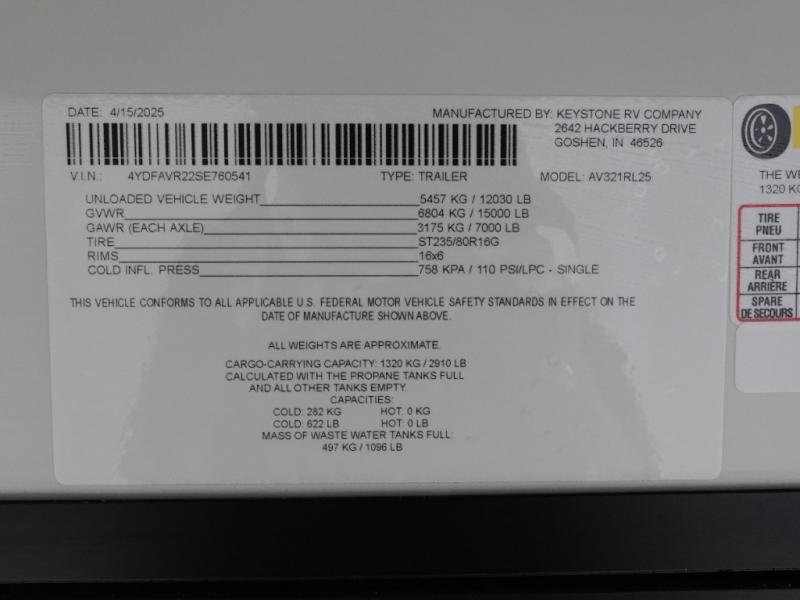 DATE: 4/15/2025 MANUFACTURED BY: KEYSTONE RV COMPANY
2642 HACKBERRY DRIVE
GOSHEN, IN 46526
V.I.N.: 4YDFAVR22SE760541 TYPE: TRAILER MODEL: AV321RL25
UNLOADED VEHICLE WEIGHT 5457 KG / 12030 LB
GVWR 6804 KG / 15000 LB
GAWR (EACH AXLE) 3175 KG / 7000 LB
TIRE ST235/80R16G
RIMS 16x6
COLD INFL. PRESS 758 KPA / 110 PSI/LPC - SINGLE
THIS VEHICLE CONFORMS TO ALL APPLICABLE U.S. FEDERAL MOTOR VEHICLE SAFETY STANDARDS IN EFFECT ON THE
DATE OF MANUFACTURE SHOWN ABOVE.
ALL WEIGHTS ARE APPROXIMATE.
CARGO-CARRYING CAPACITY: 1320 KG / 2910 LB
CALCULATED WITH THE PROPANE TANKS FULL
AND ALL OTHER TANKS EMPTY.
CAPACITIES:
COLD: 282 KG HOT: 0 KG
COLD: 622 LB HOT: 0 LB
MASS OF WASTE WATER TANKS FULL:
497 KG / 1096 LB
THE WE
1320 KG
TIRE
PNEU
FRONT
AVANT
REAR
ARRIÈRE
SPARE
DE SECOURS